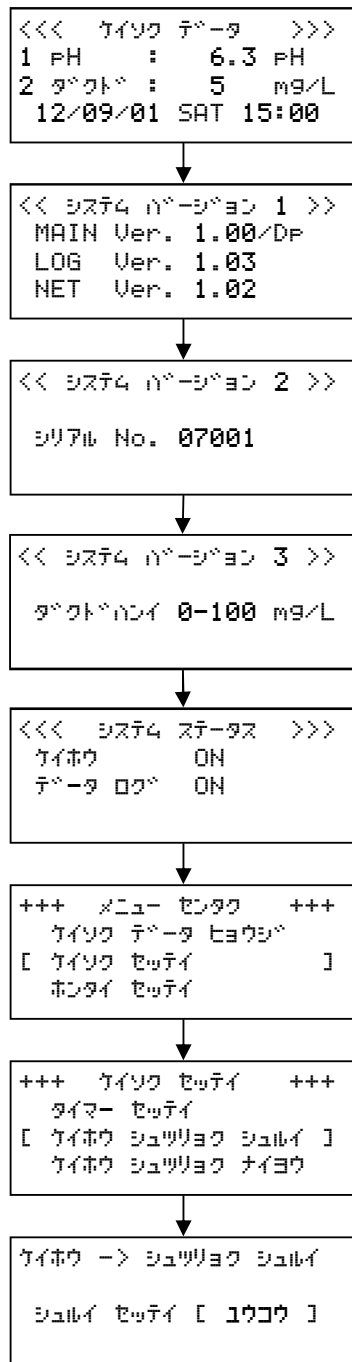 <<< ケイソク データ >>>
1 pH : 6.3 pH
2 ダクド : 5 mg/L
12/09/01 SAT 15:00
<< システム バージョン 1 >>
MAIN Ver. 1.00/Dp
LOG Ver. 1.03
NET Ver. 1.02
<< システム バージョン 2 >>
シリアル No. 07001
<< システム バージョン 3 >>
ダクドハンイ 0-100 mg/L
<<< システム ステータス >>>
ケイホウ ON
データ ログ ON
+++ メニュー センタク +++
ケイソク データ ヒョウジ
[ ケイソク セッテイ ]
ホンタイ セッテイ
+++ ケイソク セッテイ +++
タイマー セッテイ
[ ケイホウ シュツリョク シュルイ ]
ケイホウ シュツリョク ナイヨウ
ケイホウ -> シュツリョク シュルイ
シュルイ セッテイ [ ユウコウ ]